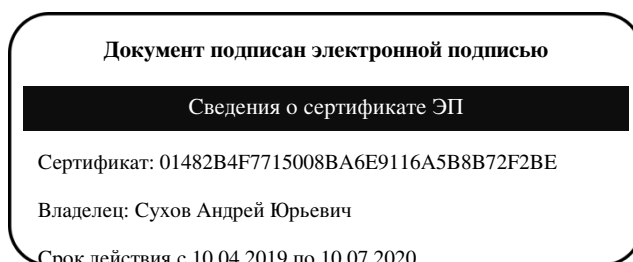 Документ подписан электронной подписью
Сведения о сертификате ЭП
Сертификат: 01482B4F7715008BA6E9116A5B8B72F2BE
Владелец: Сухов Андрей Юрьевич
Срок действия с 10.04.2019 по 10.07.2020